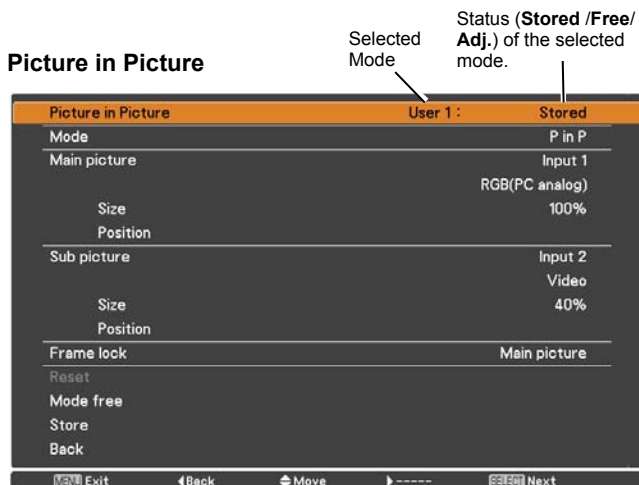 Status (Stored /Free/
Adj.) of the selected
mode.
Selected
Mode
Picture in Picture
Picture in Picture User 1 : Stored
Mode P in P
Main picture Input 1
RGB(PC analog)
Size 100%
Position
Sub picture Input 2
Video
Size 40%
Position
Frame lock Main picture
Reset
Mode free
Store
Back
MENU Exit Back Move ----- SELECT Next